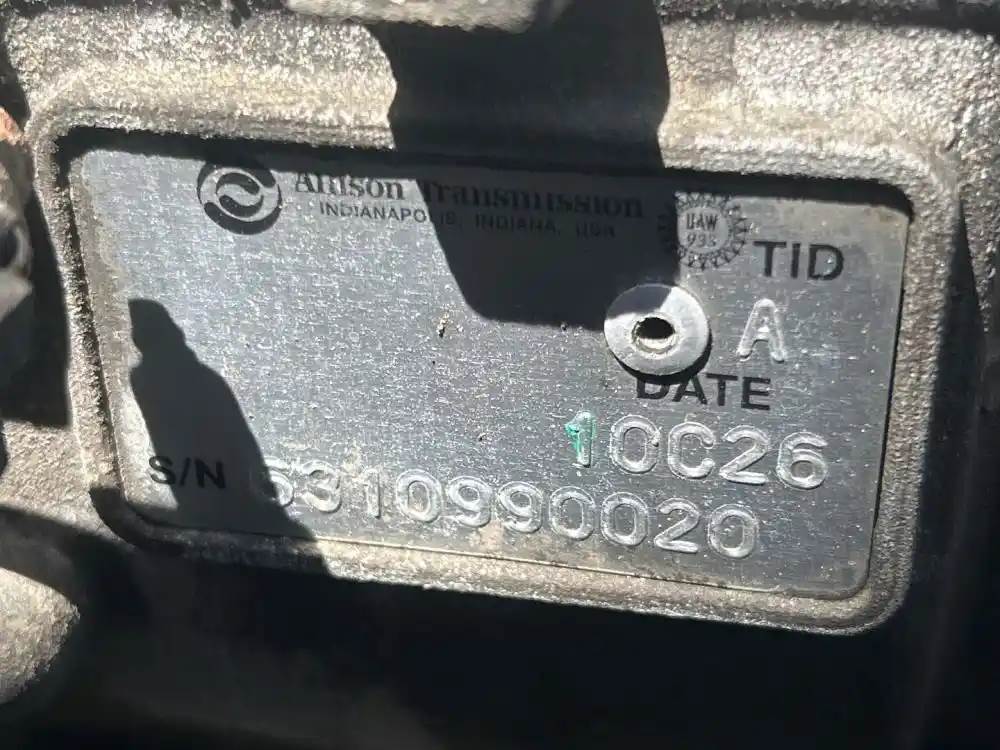 Allison Transmission
INDIANAPOLIS, INDIANA, USA
UAW
933
TID
A
DATE
10C26
S/N 6310990020